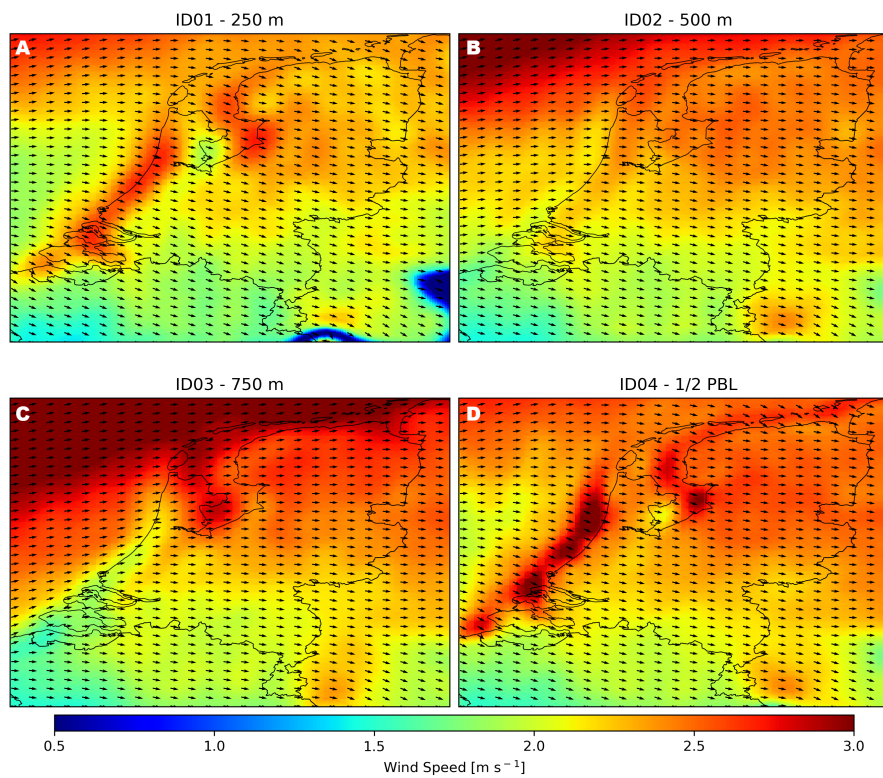 ID01 - 250 m
ID02 - 500 m
A
B
ID03 - 750 m
ID04 - 1/2 PBL
C
D
0.5 1.0 1.5 2.0 2.5 3.0
Wind Speed [m s⁻¹]